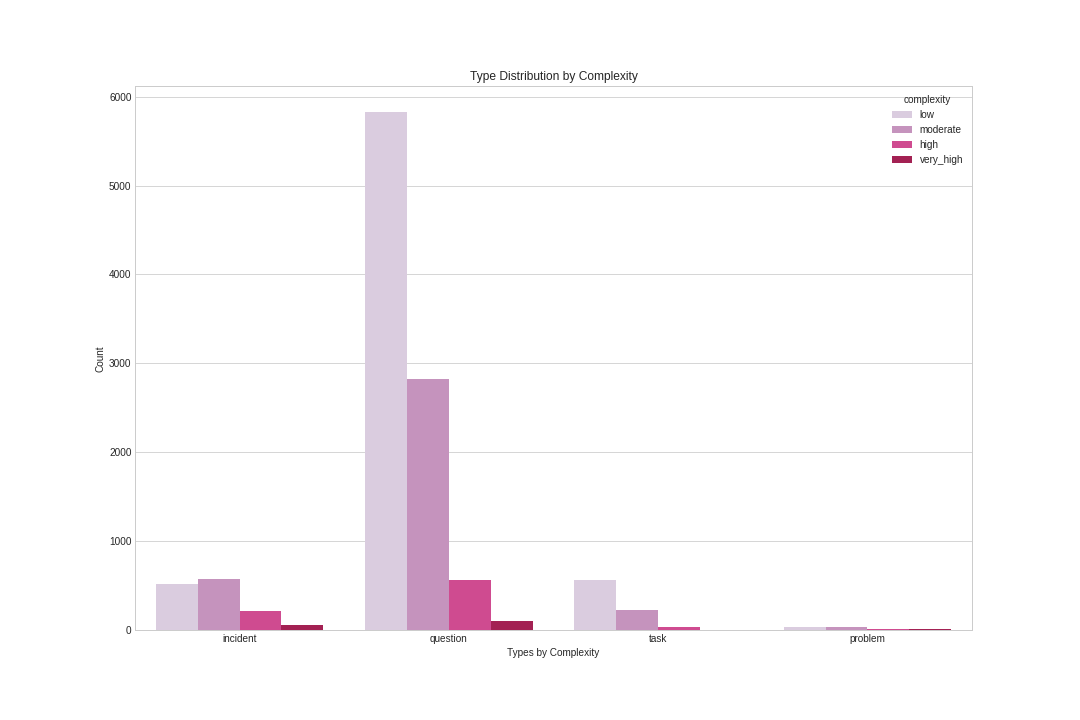 Type Distribution by Complexity
6000
5000
4000
3000
2000
1000
0
Count
complexity
low
moderate
high
very_high
incident
question
task
problem
Types by Complexity